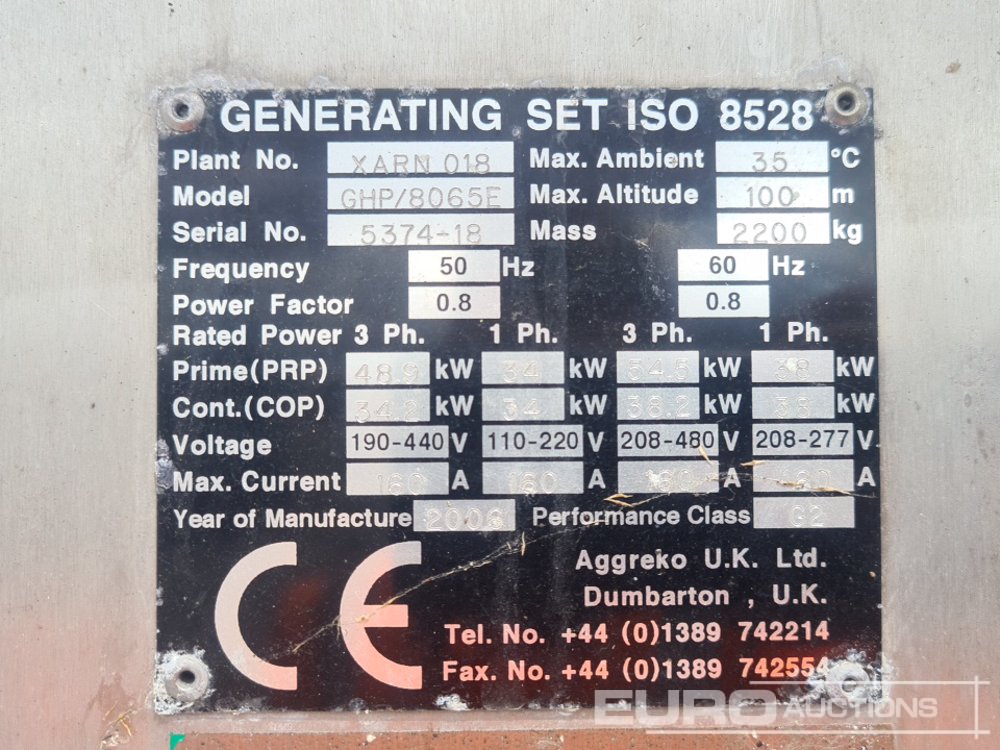 GENERATING SET ISO 8528
Plant No. XARN 018 Max. Ambient 35 °C
Model GHP/8065E Max. Altitude 100 m
Serial No. 5374-18 Mass 2200 kg
Frequency 50 Hz 60 Hz
Power Factor 0.8 0.8
Rated Power 3 Ph. 1 Ph. 3 Ph. 1 Ph.
Prime(PRP) 48.9 kW 34 kW 54.5 kW 38 kW
Cont.(COP) 34.2 kW 34 kW 38.2 kW 38 kW
Voltage 190-440 V 110-220 V 208-480 V 208-277 V
Max. Current 160 A 160 A 160 A 160 A
Year of Manufacture 2006 Performance Class G2
CE
Aggreko U.K. Ltd.
Dumbarton , U.K.
Tel. No. +44 (0)1389 742214
Fax. No. +44 (0)1389 742554
EURO AUCTIONS